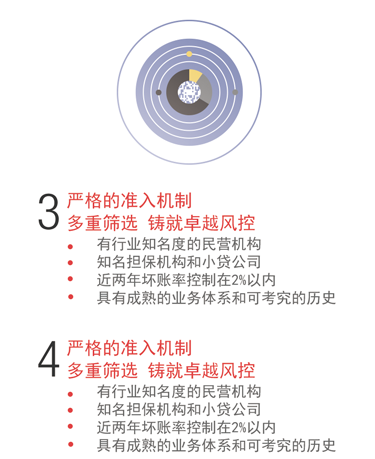 3
严格的准入机制
多重筛选 铸就卓越风控
• 有行业知名度的民营机构
• 知名担保机构和小贷公司
• 近两年坏账率控制在2%以内
• 具有成熟的业务体系和可考究的历史
4
严格的准入机制
多重筛选 铸就卓越风控
• 有行业知名度的民营机构
• 知名担保机构和小贷公司
• 近两年坏账率控制在2%以内
• 具有成熟的业务体系和可考究的历史